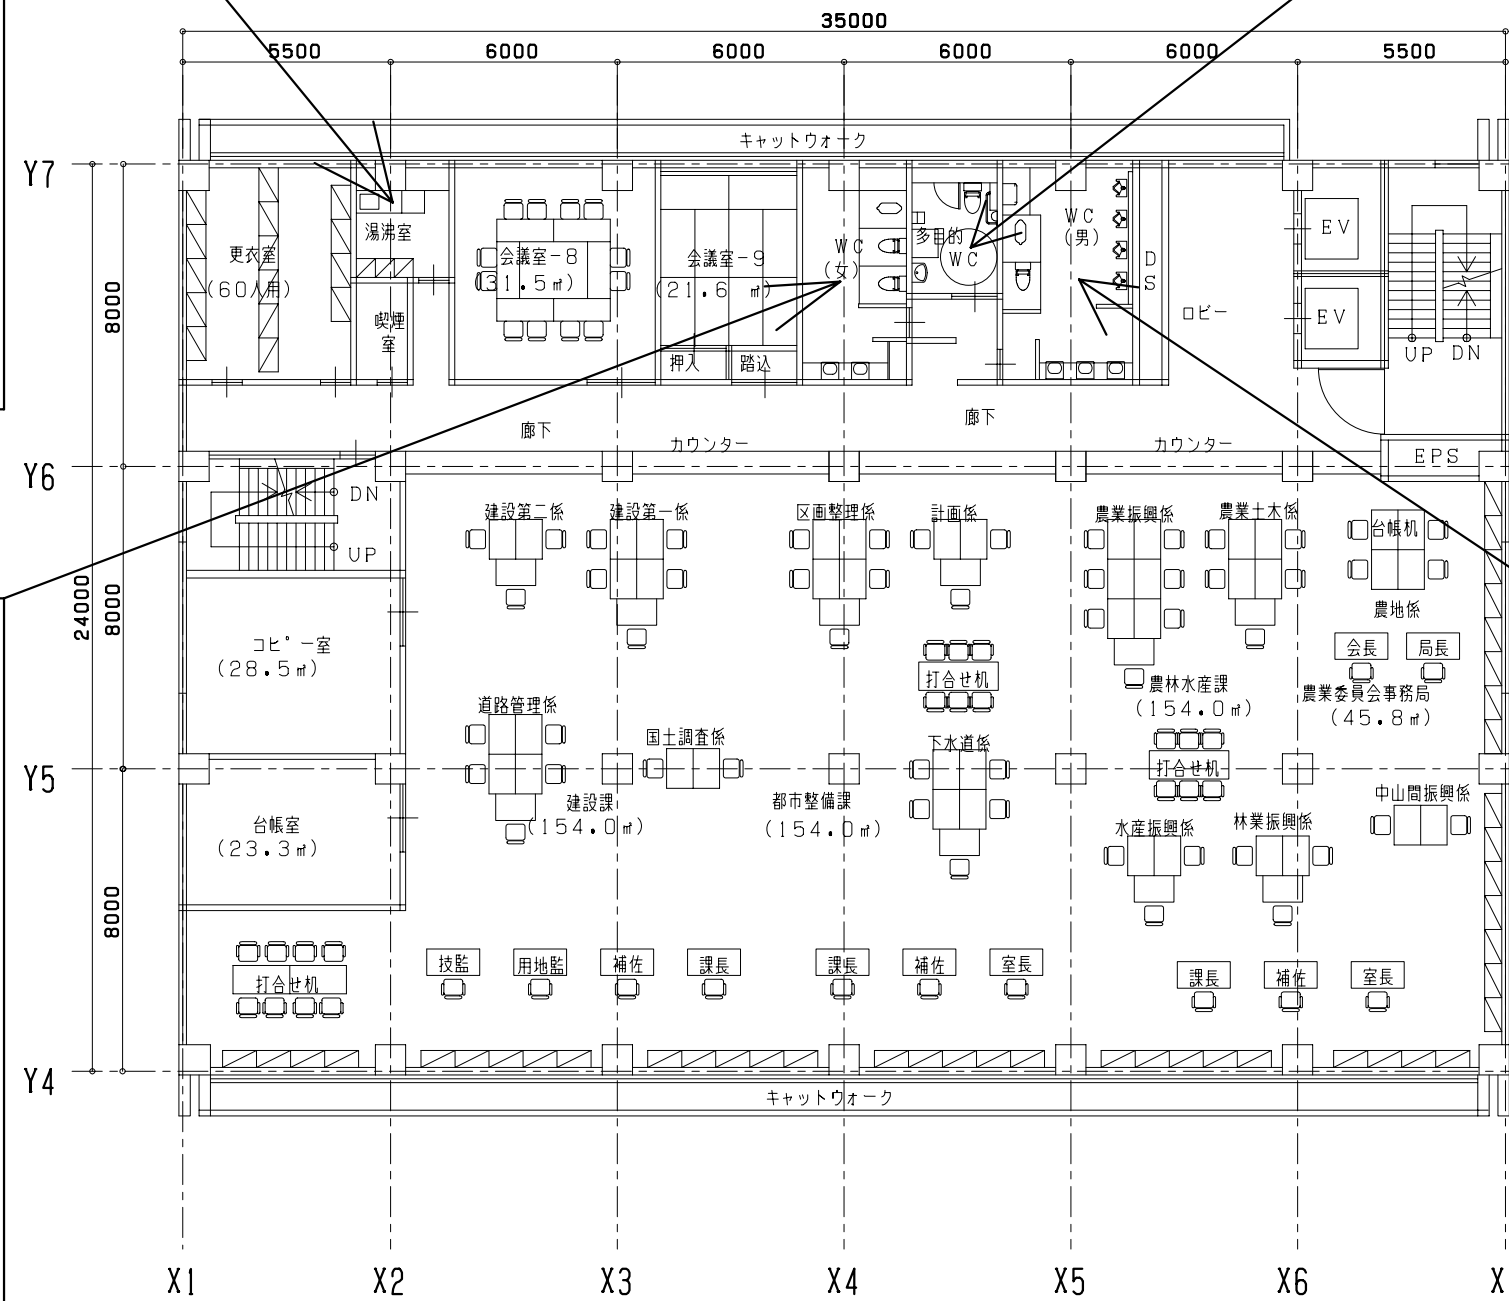 35000
5500
6000
6000
6000
6000
5500
キャットウォーク
Y7
更衣室
(60人用)
湯沸室
喫煙
室
会議室-8
(31.5㎡)
会議室-9
(21.6 ㎡)
押入
踏込
WC
(女)
多目的
WC
WC
(男)
DS
ロビー
EV
EV
UP
DN
8000
廊下
廊下
カウンター
カウンター
EPS
Y6
DN
UP
建設第二係
建設第一係
区画整理係
計画係
農業振興係
農業土木係
台帳机
農地係
会長
局長
農業委員会事務局
(45.8㎡)
24000
8000
コピー室
(28.5㎡)
打合せ机
農林水産課
(154.0㎡)
道路管理係
国土調査係
下水道係
打合せ机
Y5
建設課
(154.0㎡)
都市整備課
(154.0㎡)
中山間振興係
水産振興係
林業振興係
台帳室
(23.3㎡)
8000
打合せ机
技監
用地監
補佐
課長
課長
補佐
室長
課長
補佐
室長
Y4
キャットウォーク
X1
X2
X3
X4
X5
X6
X